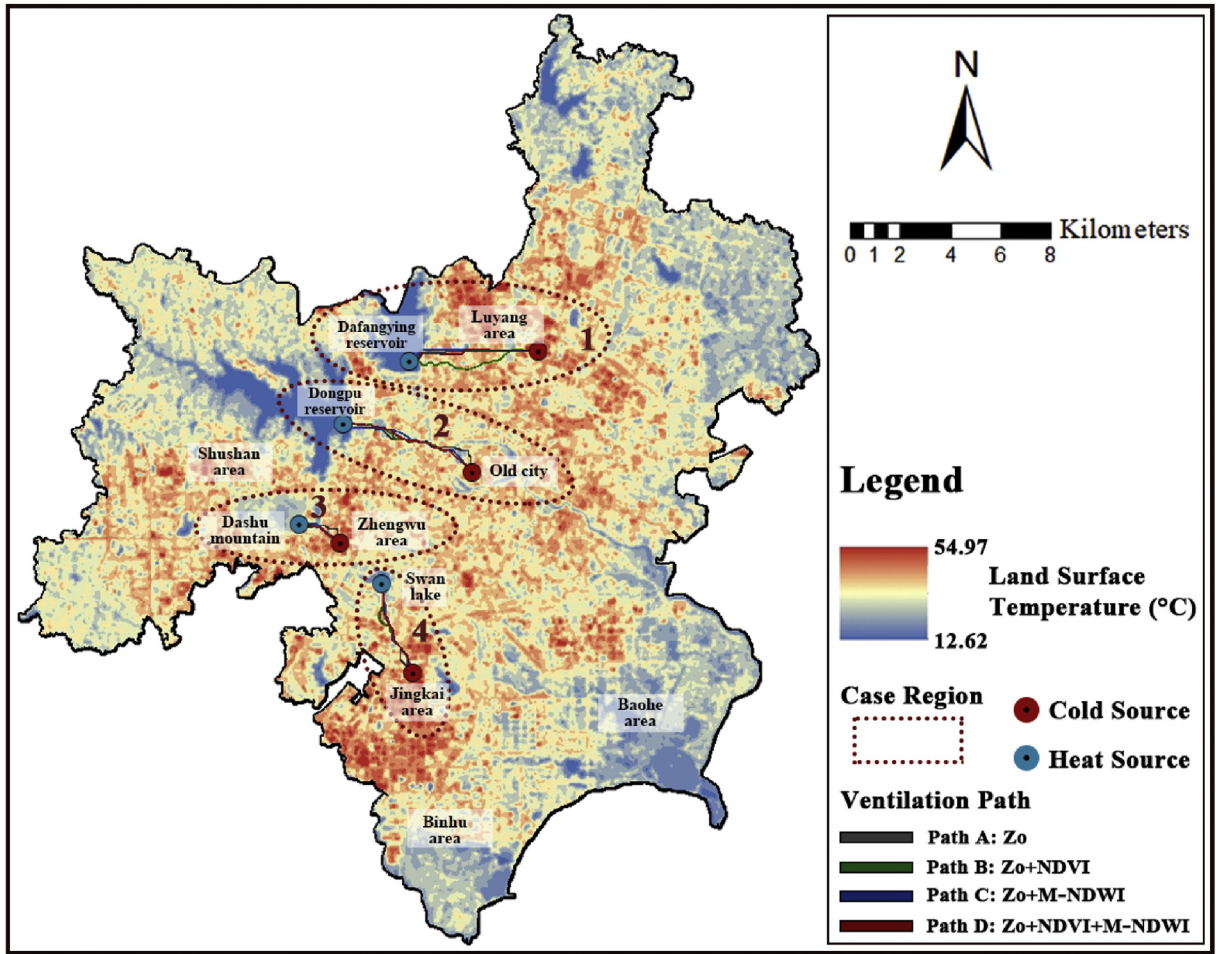 N
Kilometers
0 1 2 4 6 8
Dafangying
reservoir
Luyang
area
1
Dongpu
reservoir
2
Old city
Shushan
area
3
Dashu
mountain
Zhengwu
area
Swan
lake
4
Jingkai
area
Baohe
area
Binhu
area
Legend
54.97
Land Surface
Temperature (°C)
12.62
Case Region
Cold Source
Heat Source
Ventilation Path
Path A: Zo
Path B: Zo+NDVI
Path C: Zo+M-NDWI
Path D: Zo+NDVI+M-NDWI